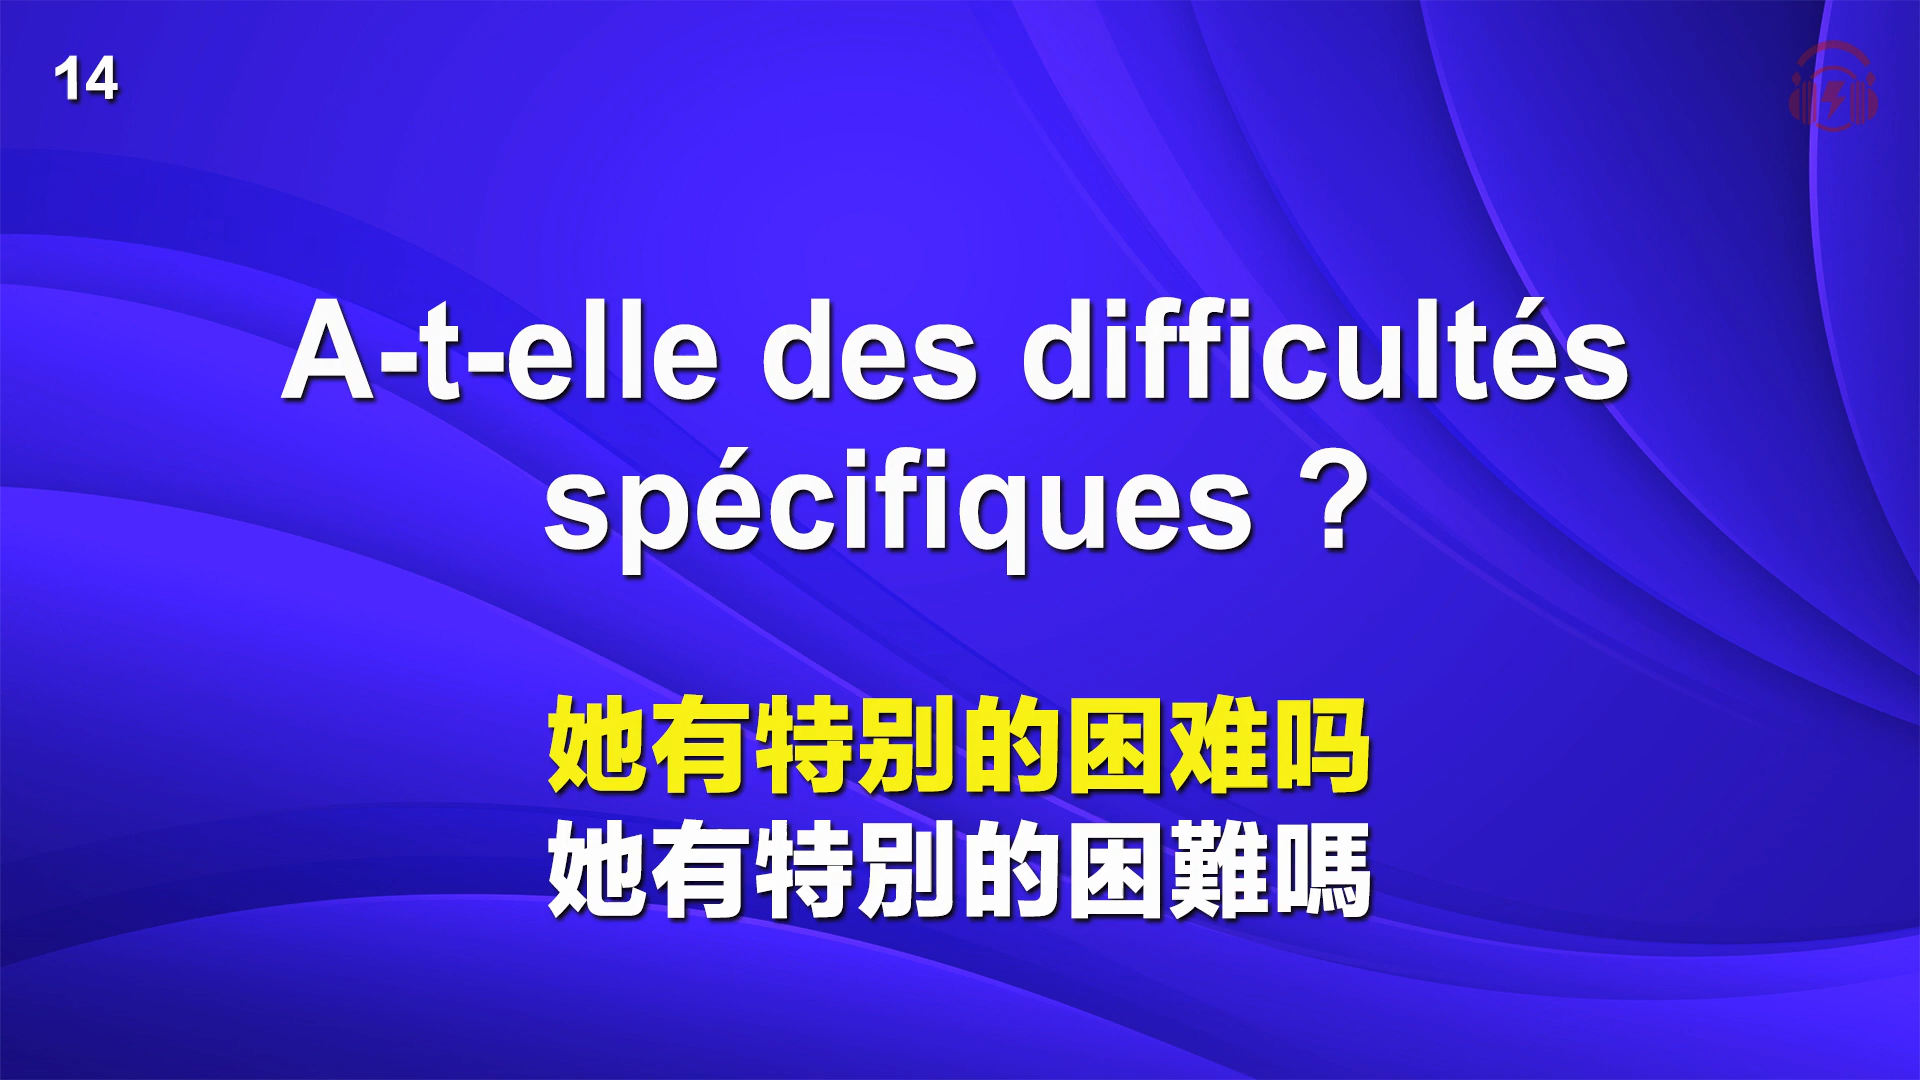 14
A-t-elle des difficultés
spécifiques ?
她有特别的困难吗
她有特別的困難嗎